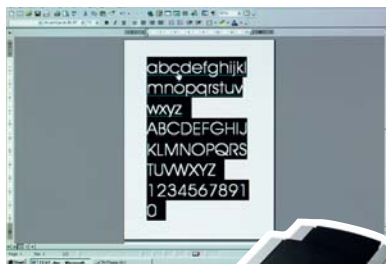 abcdefghijkl
mnopqrstuv
wxyz
ABCDEFGHIJ
KLMNOPQRS
TUVWXYZ
1234567891
0